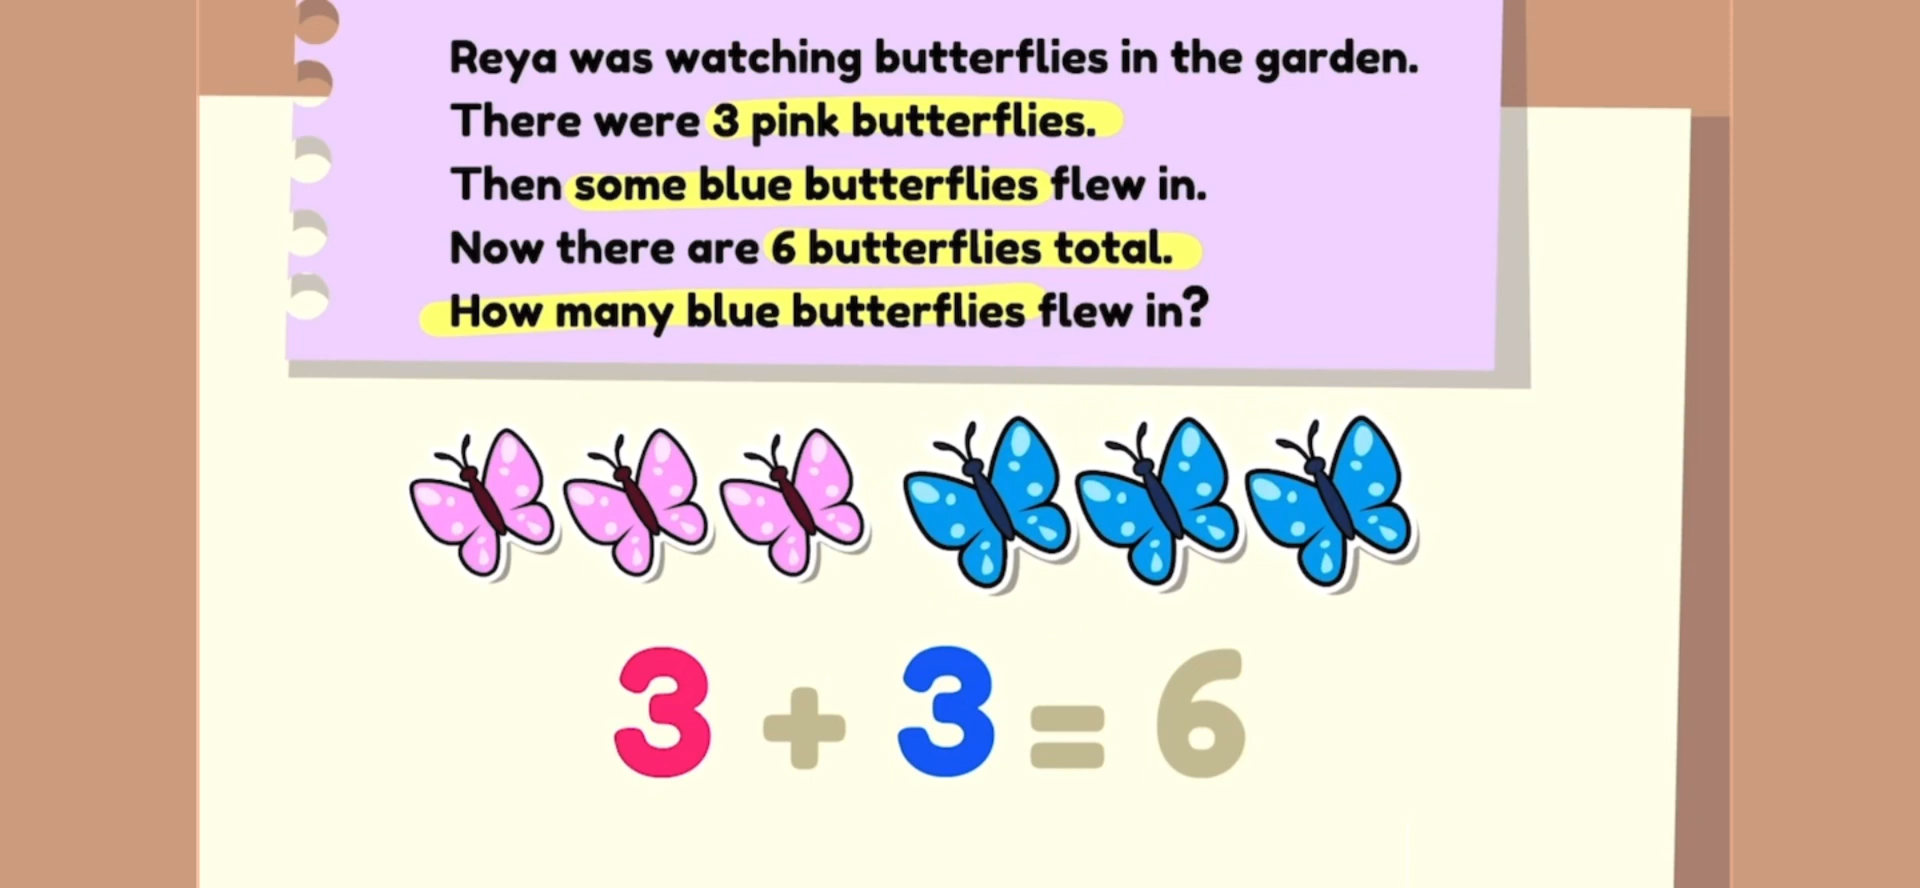 Reya was watching butterflies in the garden.
There were 3 pink butterflies.
Then some blue butterflies flew in.
Now there are 6 butterflies total.
How many blue butterflies flew in?
3 + 3 = 6